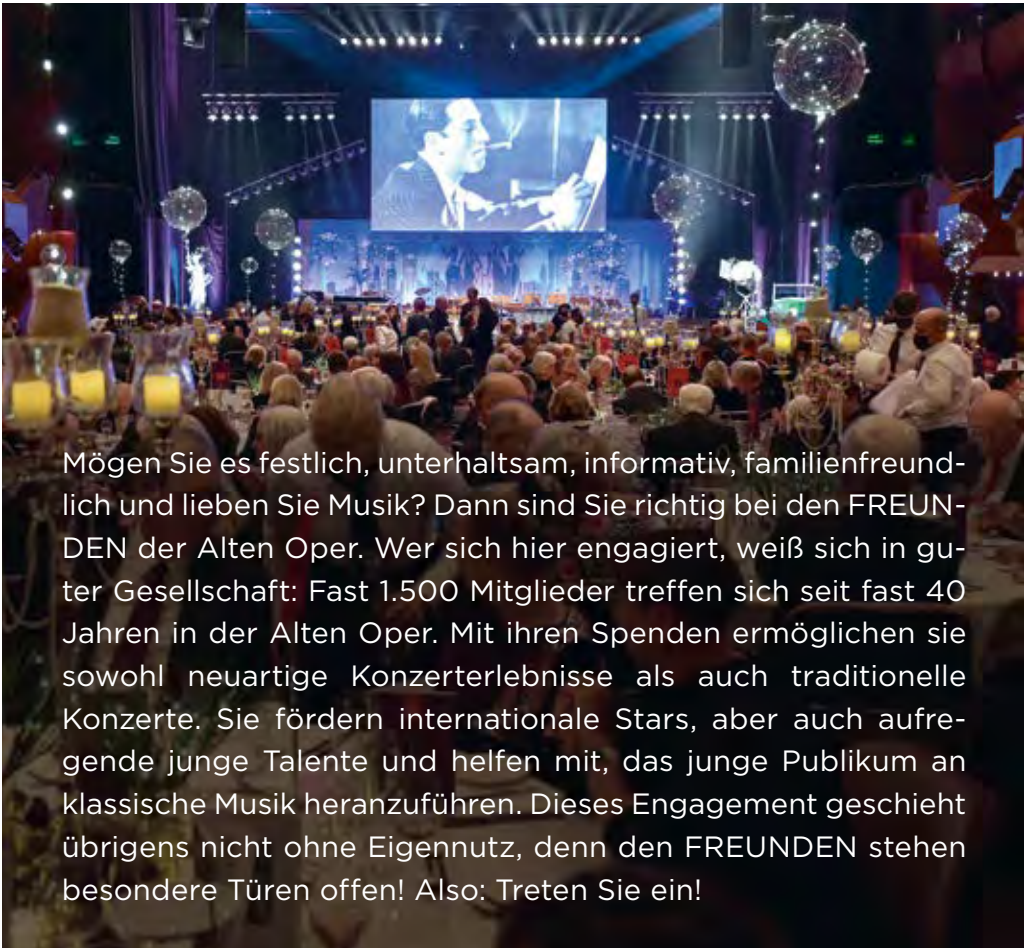 Mögen Sie es festlich, unterhaltsam, informativ, familienfreund-
lich und lieben Sie Musik? Dann sind Sie richtig bei den FREUN-
DEN der Alten Oper. Wer sich hier engagiert, weiß sich in gu-
ter Gesellschaft: Fast 1.500 Mitglieder treffen sich seit fast 40
Jahren in der Alten Oper. Mit ihren Spenden ermöglichen sie
sowohl neuartige Konzerterlebnisse als auch traditionelle
Konzerte. Sie fördern internationale Stars, aber auch aufre-
gende junge Talente und helfen mit, das junge Publikum an
klassische Musik heranzuführen. Dieses Engagement geschieht
übrigens nicht ohne Eigennutz, denn den FREUNDEN stehen
besondere Türen offen! Also: Treten Sie ein!